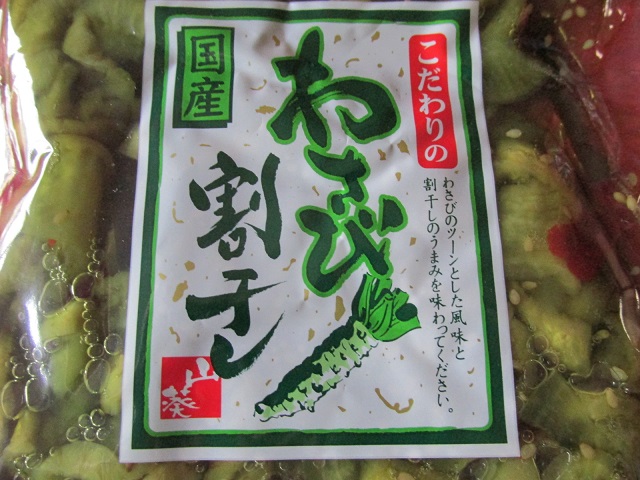 こだわりの
わさび
割干し
国産
わさびのツーンとした風味と
割干しのうまみを味わってください。
山葵